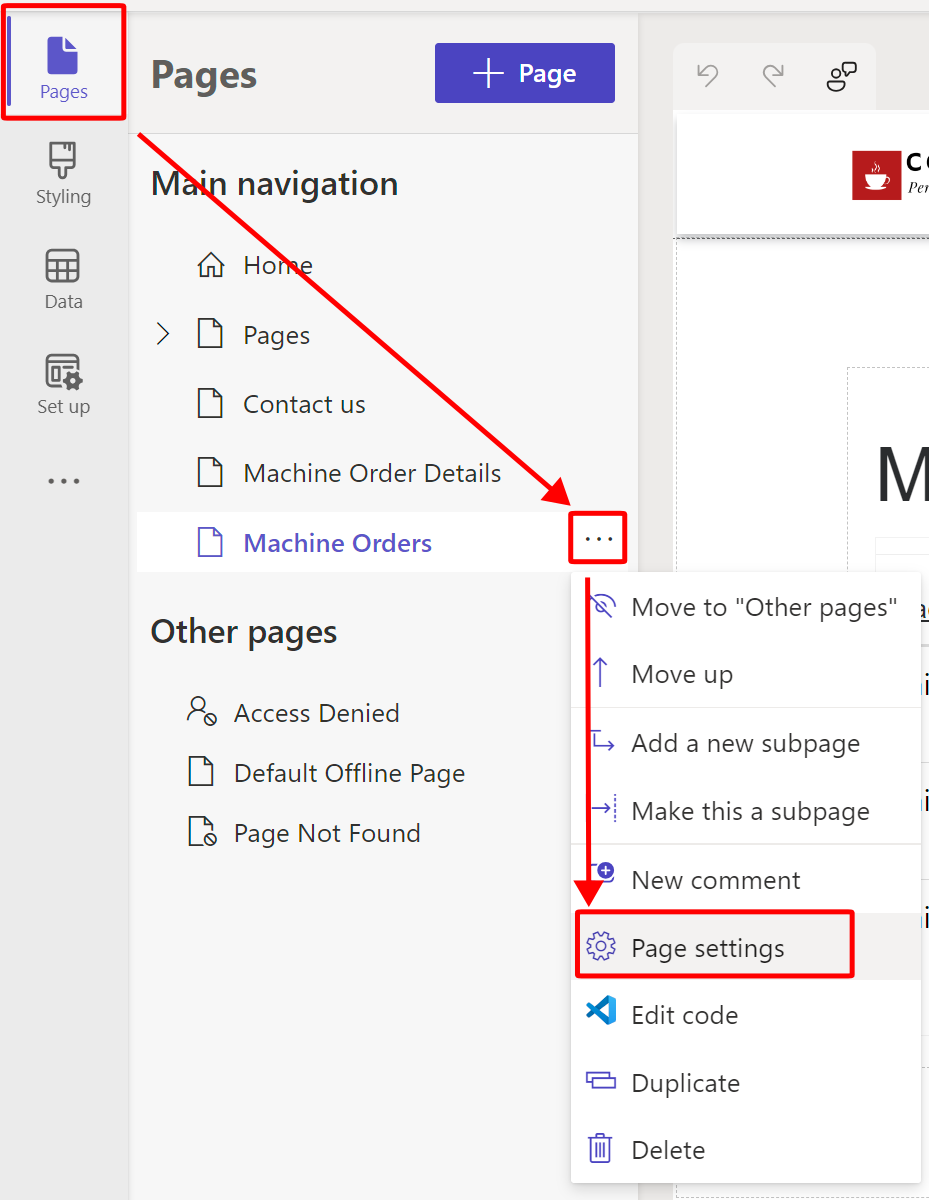 Pages
Styling
Data
Set up
Pages
Page
Main navigation
Home
Pages
Contact us
Machine Order Details
Machine Orders
Other pages
Access Denied
Default Offline Page
Page Not Found
Move to "Other pages"
Move up
Add a new subpage
Make this a subpage
New comment
Page settings
Edit code
Duplicate
Delete